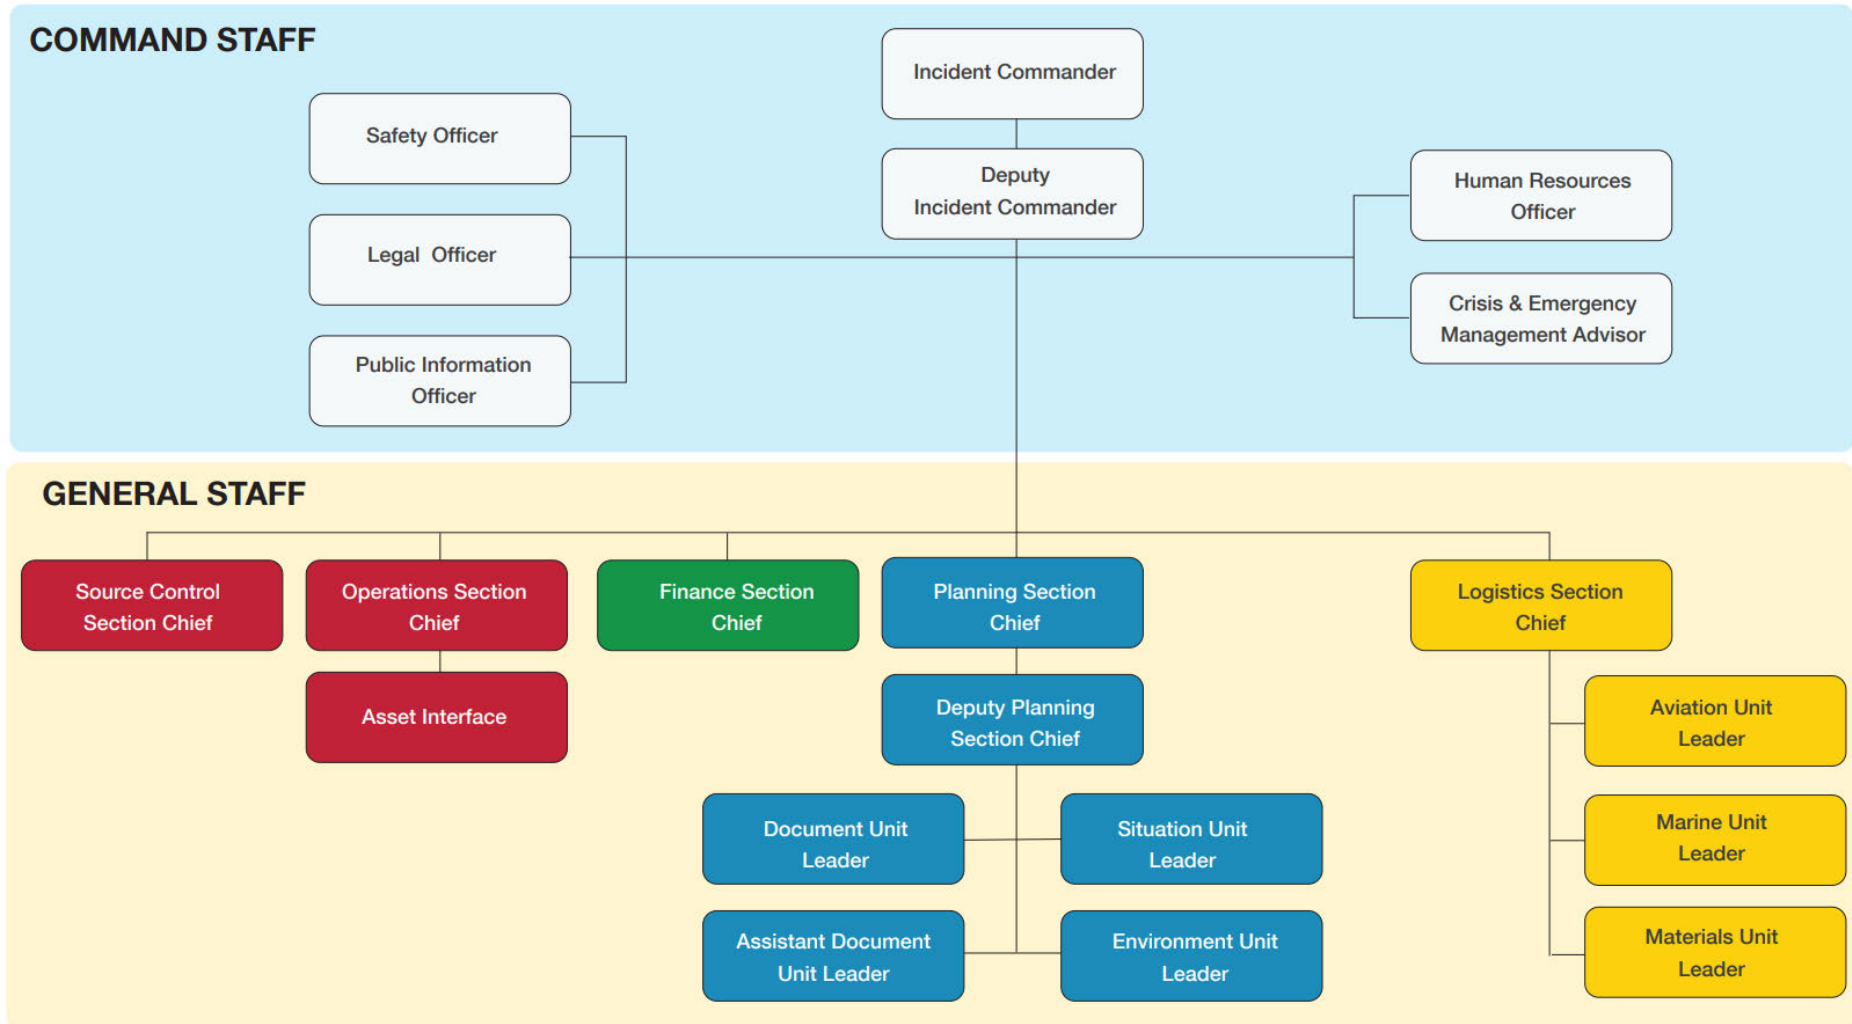 COMMAND STAFF
Incident Commander
Safety Officer
Deputy
Incident Commander
Human Resources
Officer
Legal Officer
Crisis & Emergency
Management Advisor
Public Information
Officer
GENERAL STAFF
Source Control
Section Chief
Operations Section
Chief
Finance Section
Chief
Planning Section
Chief
Logistics Section
Chief
Asset Interface
Deputy Planning
Section Chief
Aviation Unit
Leader
Document Unit
Leader
Situation Unit
Leader
Marine Unit
Leader
Assistant Document
Unit Leader
Environment Unit
Leader
Materials Unit
Leader